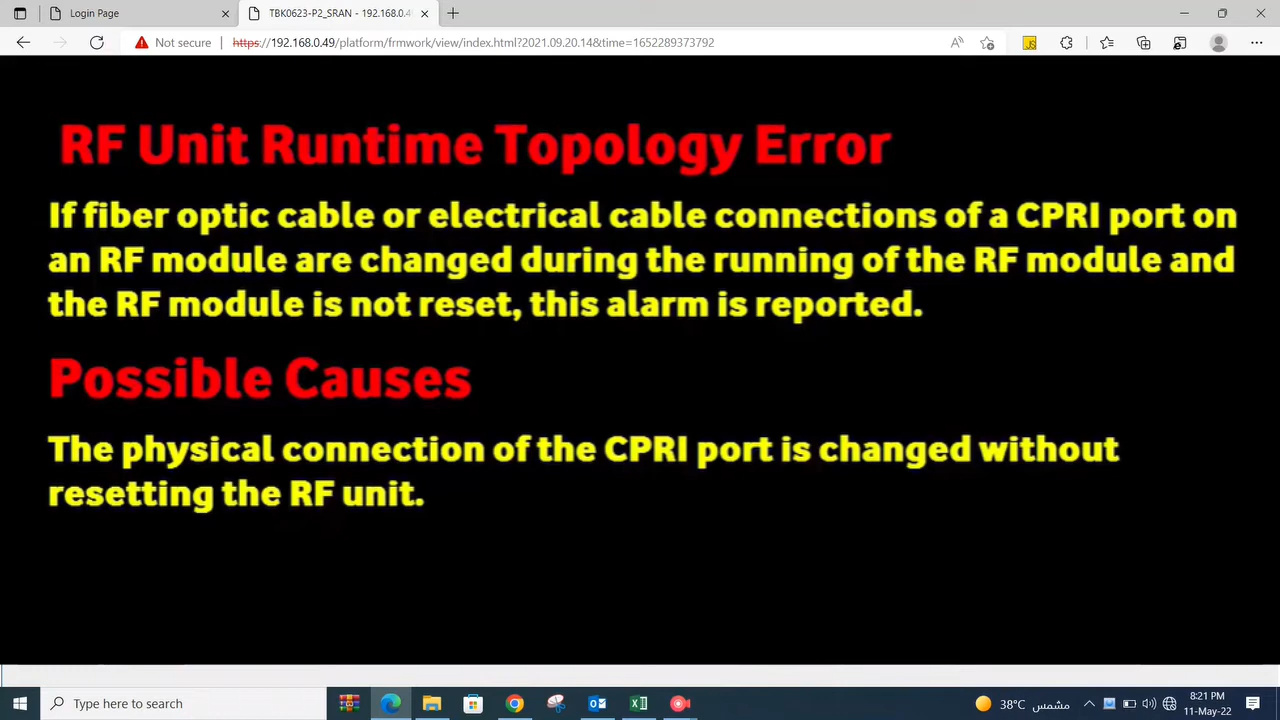 Login Page
TBK0623-P2_SRAN - 192.168.0.49
Not secure
https://192.168.0.49/platform/frmwork/view/index.html?2021.09.20.14&time=1652289373792
RF Unit Runtime Topology Error
If fiber optic cable or electrical cable connections of a CPRI port on
an RF module are changed during the running of the RF module and
the RF module is not reset, this alarm is reported.
Possible Causes
The physical connection of the CPRI port is changed without
resetting the RF unit.
Type here to search
38°C مشمس
8:21 PM
11-May-22